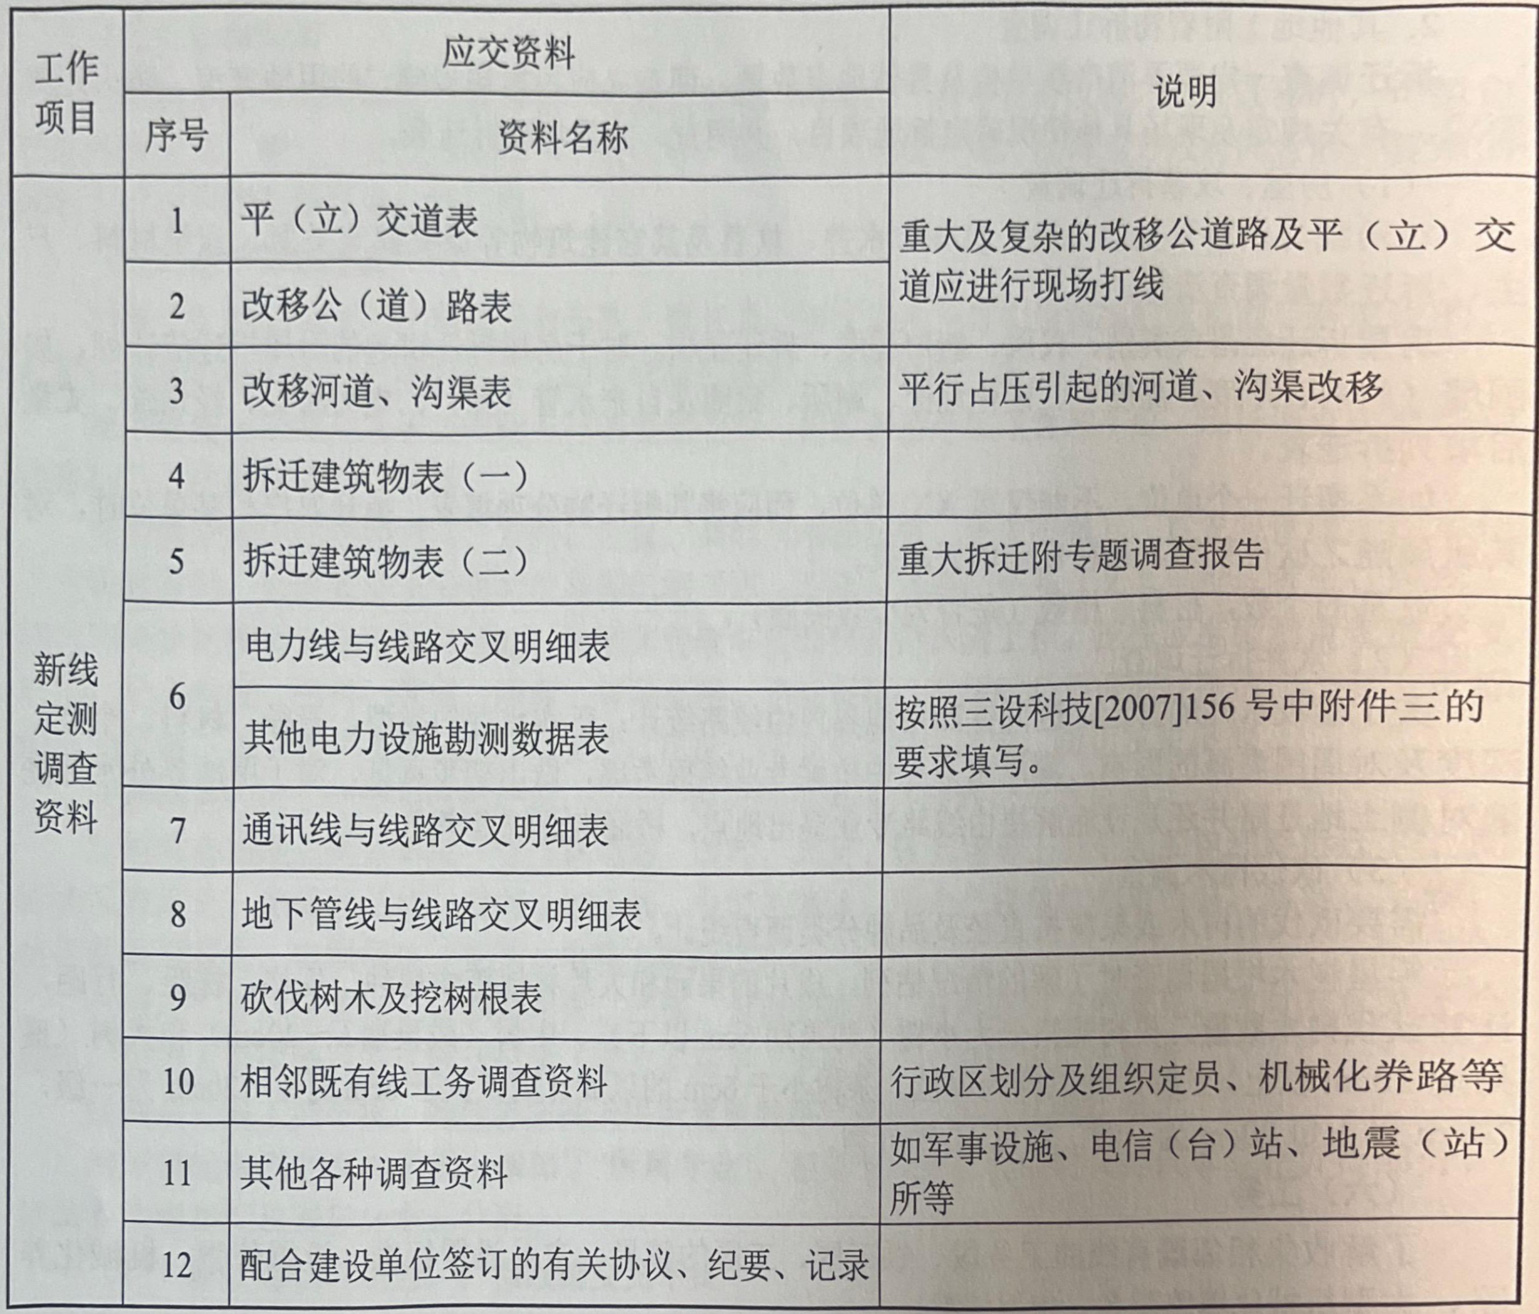 工作
项目
应交资料
说明
序号
资料名称
新线
定测
调查
资料
1
平（立）交道表
重大及复杂的改移公道路及平（立）交
道应进行现场打线
2
改移公（道）路表
3
改移河道、沟渠表
平行占压引起的河道、沟渠改移
4
拆迁建筑物表（一）
5
拆迁建筑物表（二）
重大拆迁附专题调查报告
6
电力线与线路交叉明细表
其他电力设施勘测数据表
按照三设科技[2007]156 号中附件三的
要求填写。
7
通讯线与线路交叉明细表
8
地下管线与线路交叉明细表
9
砍伐树木及挖树根表
10
相邻既有线工务调查资料
行政区划分及组织定员、机械化养路等
11
其他各种调查资料
如军事设施、电信（台）站、地震（站）
所等
12
配合建设单位签订的有关协议、纪要、记录